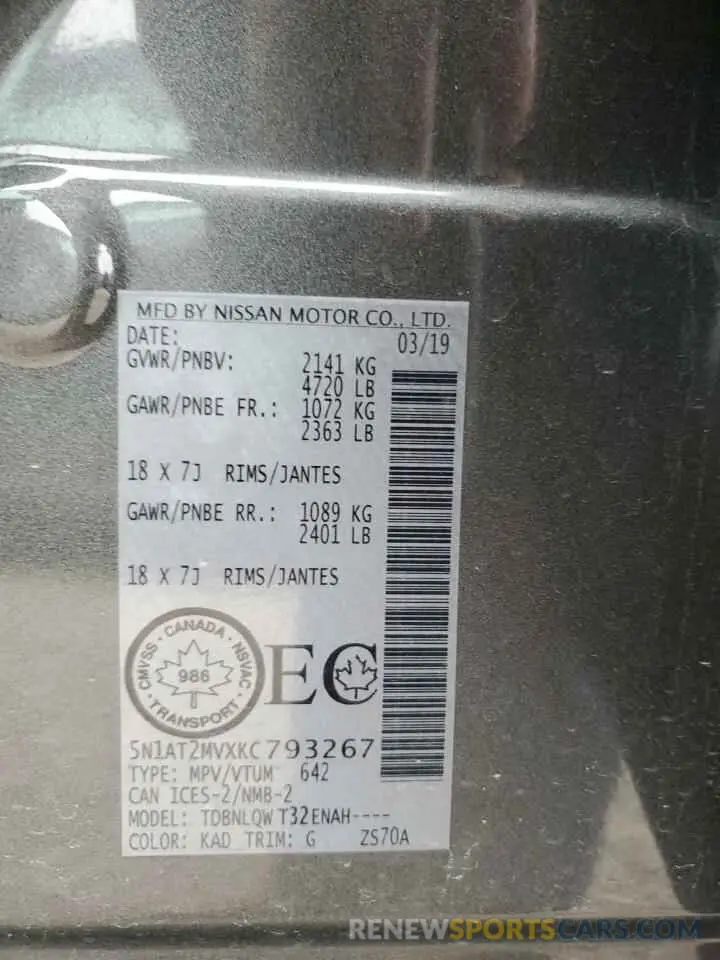 MFD BY NISSAN MOTOR CO., LTD.
DATE: 03/19
GVWR/PNBV: 2141 KG
4720 LB
GAWR/PNBE FR.: 1072 KG
2363 LB
18 X 7J RIMS/JANTES
GAWR/PNBE RR.: 1089 KG
2401 LB
18 X 7J RIMS/JANTES
CANADA
CMVSS · NSVAC
986
TRANSPORT
EC
5N1AT2MVXKC793267
TYPE: MPV/VTUM 642
CAN ICES-2/NMB-2
MODEL: TDBNLQW T32ENAH----
COLOR: KAD TRIM: G ZS70A
RENEWSPORTSCARS.COM